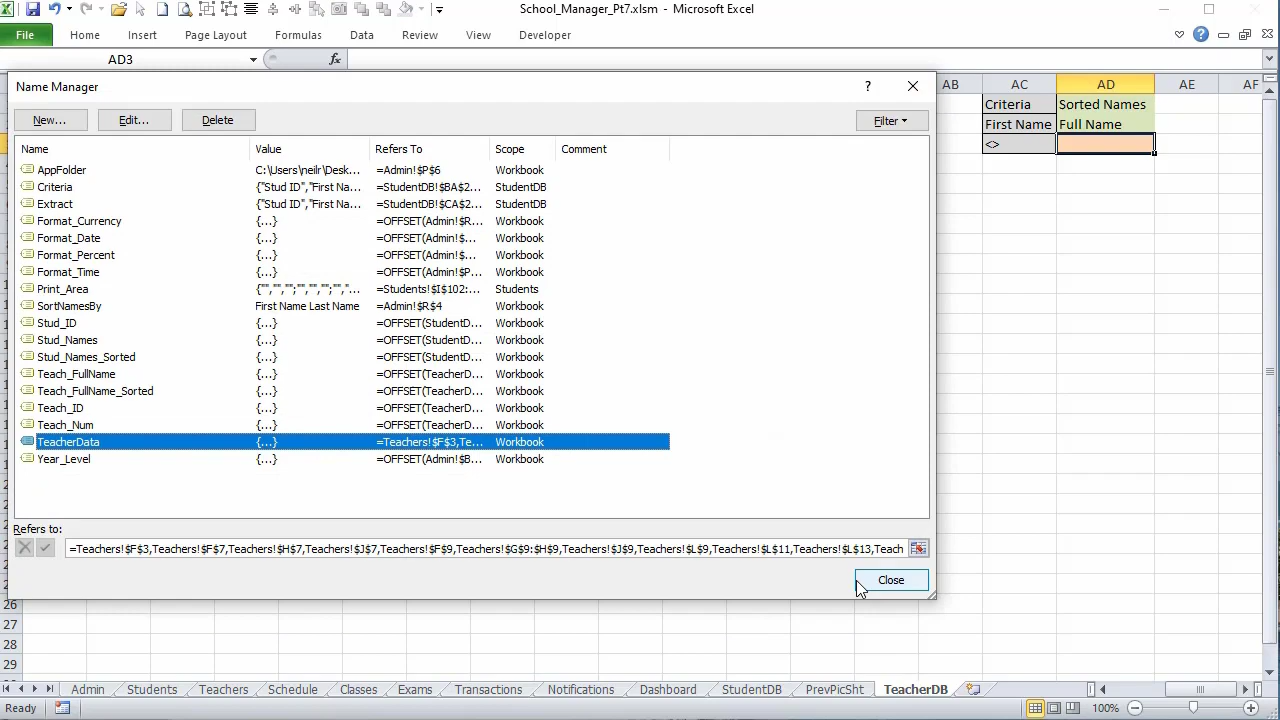 School_Manager_Pt7.xlsm - Microsoft Excel
File Home Insert Page Layout Formulas Data Review View Developer
AD3 fx
Name Manager
New... Edit... Delete Filter
Name Value Refers To Scope Comment
AppFolder C:\Users\neilr\Desk... =Admin!$P$6 Workbook
Criteria {"Stud ID","First Na... =StudentDB!$BA$2... StudentDB
Extract {"Stud ID","First Na... =StudentDB!$CA$2... StudentDB
Format_Currency {...} =OFFSET(Admin!$R... Workbook
Format_Date {...} =OFFSET(Admin!$... Workbook
Format_Percent {...} =OFFSET(Admin!$... Workbook
Format_Time {...} =OFFSET(Admin!$P... Workbook
Print_Area {"","","";"","","";"","... =Students!$I$102:... Students
SortNamesBy First Name Last Name =Admin!$R$4 Workbook
Stud_ID {...} =OFFSET(StudentD... Workbook
Stud_Names {...} =OFFSET(StudentD... Workbook
Stud_Names_Sorted {...} =OFFSET(StudentD... Workbook
Teach_FullName {...} =OFFSET(TeacherD... Workbook
Teach_FullName_Sorted {...} =OFFSET(TeacherD... Workbook
Teach_ID {...} =OFFSET(TeacherD... Workbook
Teach_Num {...} =OFFSET(TeacherD... Workbook
TeacherData {...} =Teachers!$F$3,Te... Workbook
Year_Level {...} =OFFSET(Admin!$B... Workbook
Refers to:
=Teachers!$F$3,Teachers!$F$7,Teachers!$H$7,Teachers!$J$7,Teachers!$F$9,Teachers!$G$9:$H$9,Teachers!$J$9,Teachers!$L$9,Teachers!$L$11,Teachers!$L$13,Teach
Close
AB AC AD AE AF
Criteria Sorted Names
First Name Full Name
<>
26
27
28
29
Admin Students Teachers Schedule Classes Exams Transactions Notifications Dashboard StudentDB PrevPicSht TeacherDB
Ready 100%